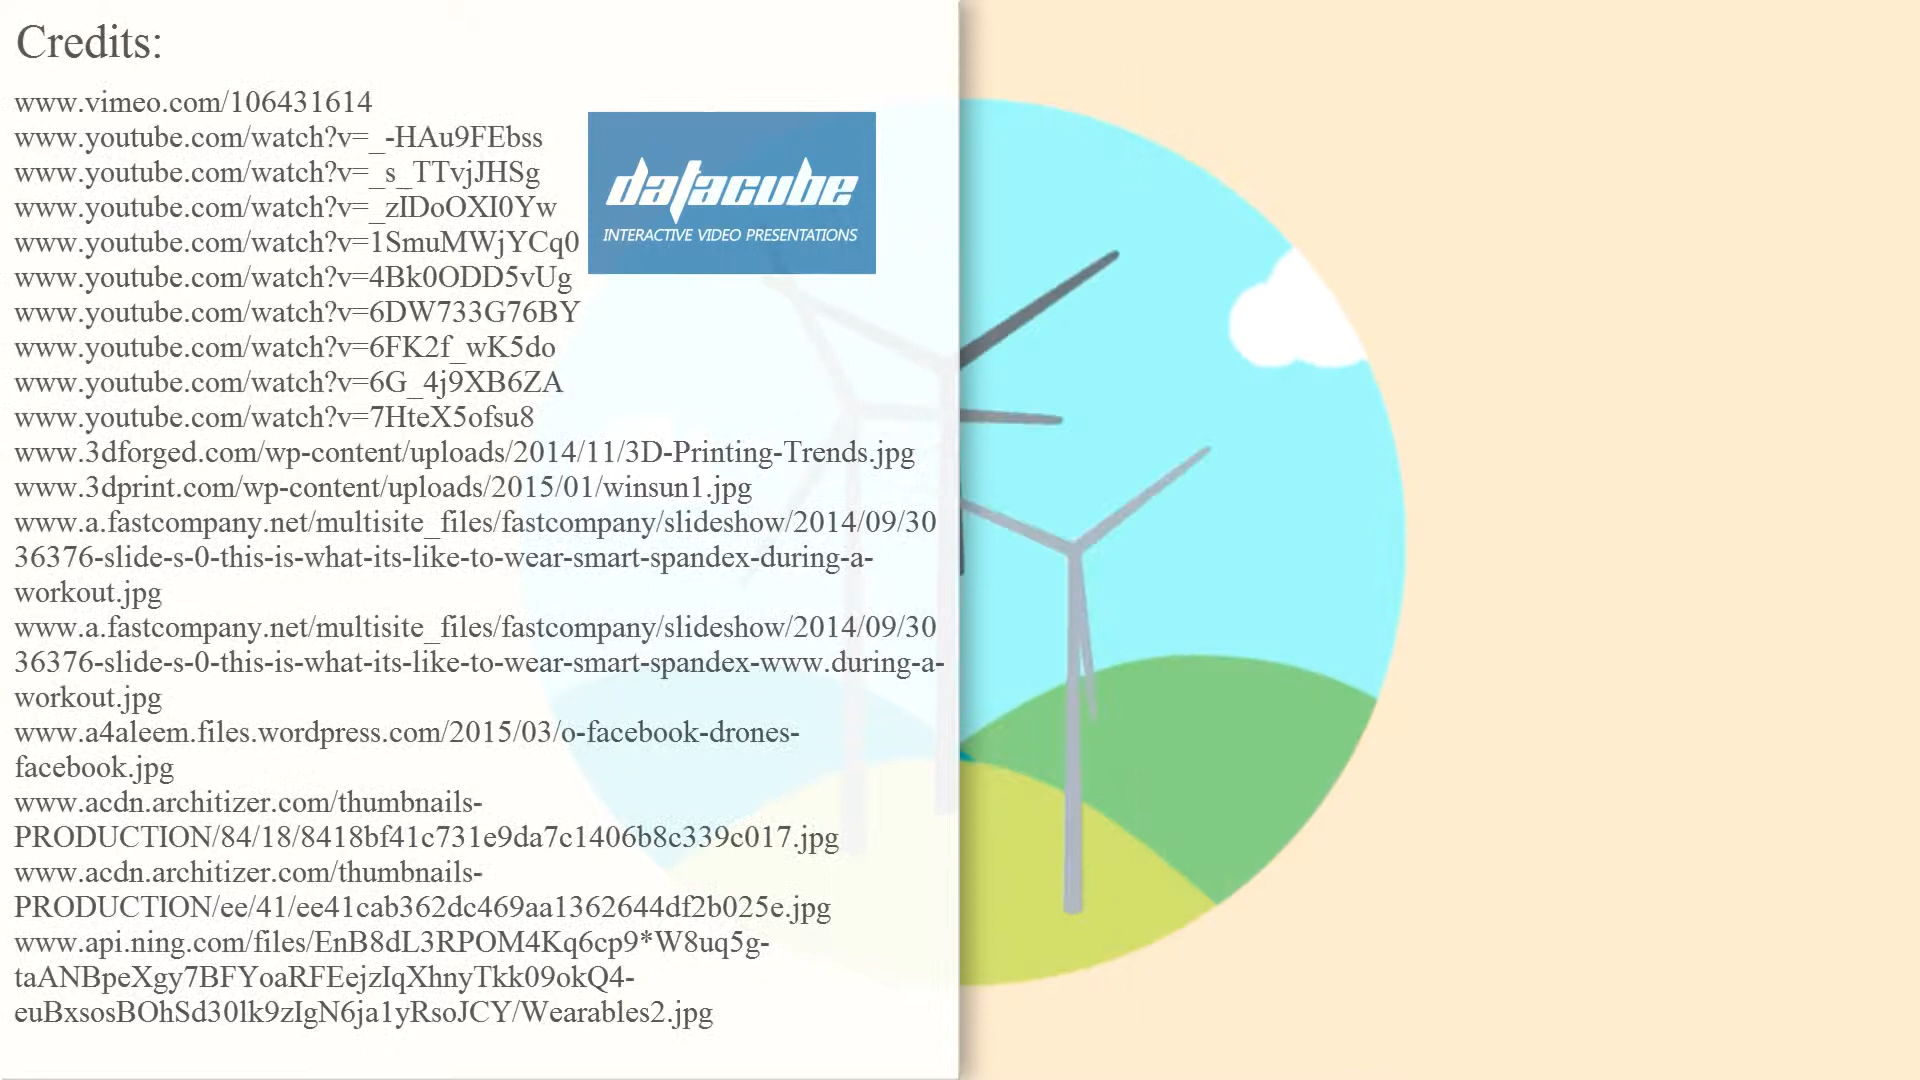 Credits:
www.vimeo.com/106431614
www.youtube.com/watch?v=_-HAu9FEbss
www.youtube.com/watch?v=_s_TTvjJHSg
www.youtube.com/watch?v=_zIDoOXI0Yw
www.youtube.com/watch?v=1SmuMWjYCq0
www.youtube.com/watch?v=4Bk0ODD5vUg
www.youtube.com/watch?v=6DW733G76BY
www.youtube.com/watch?v=6FK2f_wK5do
www.youtube.com/watch?v=6G_4j9XB6ZA
www.youtube.com/watch?v=7HteX5ofsu8
www.3dforged.com/wp-content/uploads/2014/11/3D-Printing-Trends.jpg
www.3dprint.com/wp-content/uploads/2015/01/winsun1.jpg
www.a.fastcompany.net/multisite_files/fastcompany/slideshow/2014/09/30
36376-slide-s-0-this-is-what-its-like-to-wear-smart-spandex-during-a-
workout.jpg
www.a.fastcompany.net/multisite_files/fastcompany/slideshow/2014/09/30
36376-slide-s-0-this-is-what-its-like-to-wear-smart-spandex-www.during-a-
workout.jpg
www.a4aleem.files.wordpress.com/2015/03/o-facebook-drones-
facebook.jpg
www.acdn.architizer.com/thumbnails-
PRODUCTION/84/18/8418bf41c731e9da7c1406b8c339c017.jpg
www.acdn.architizer.com/thumbnails-
PRODUCTION/ee/41/ee41cab362dc469aa1362644df2b025e.jpg
www.api.ning.com/files/EnB8dL3RPOM4Kq6cp9*W8uq5g-
taANBpeXgy7BFYoaRFEejzIqXhnyTkk09okQ4-
euBxsosBOhSd30lk9zIgN6ja1yRsoJCY/Wearables2.jpg
datacube
INTERACTIVE VIDEO PRESENTATIONS